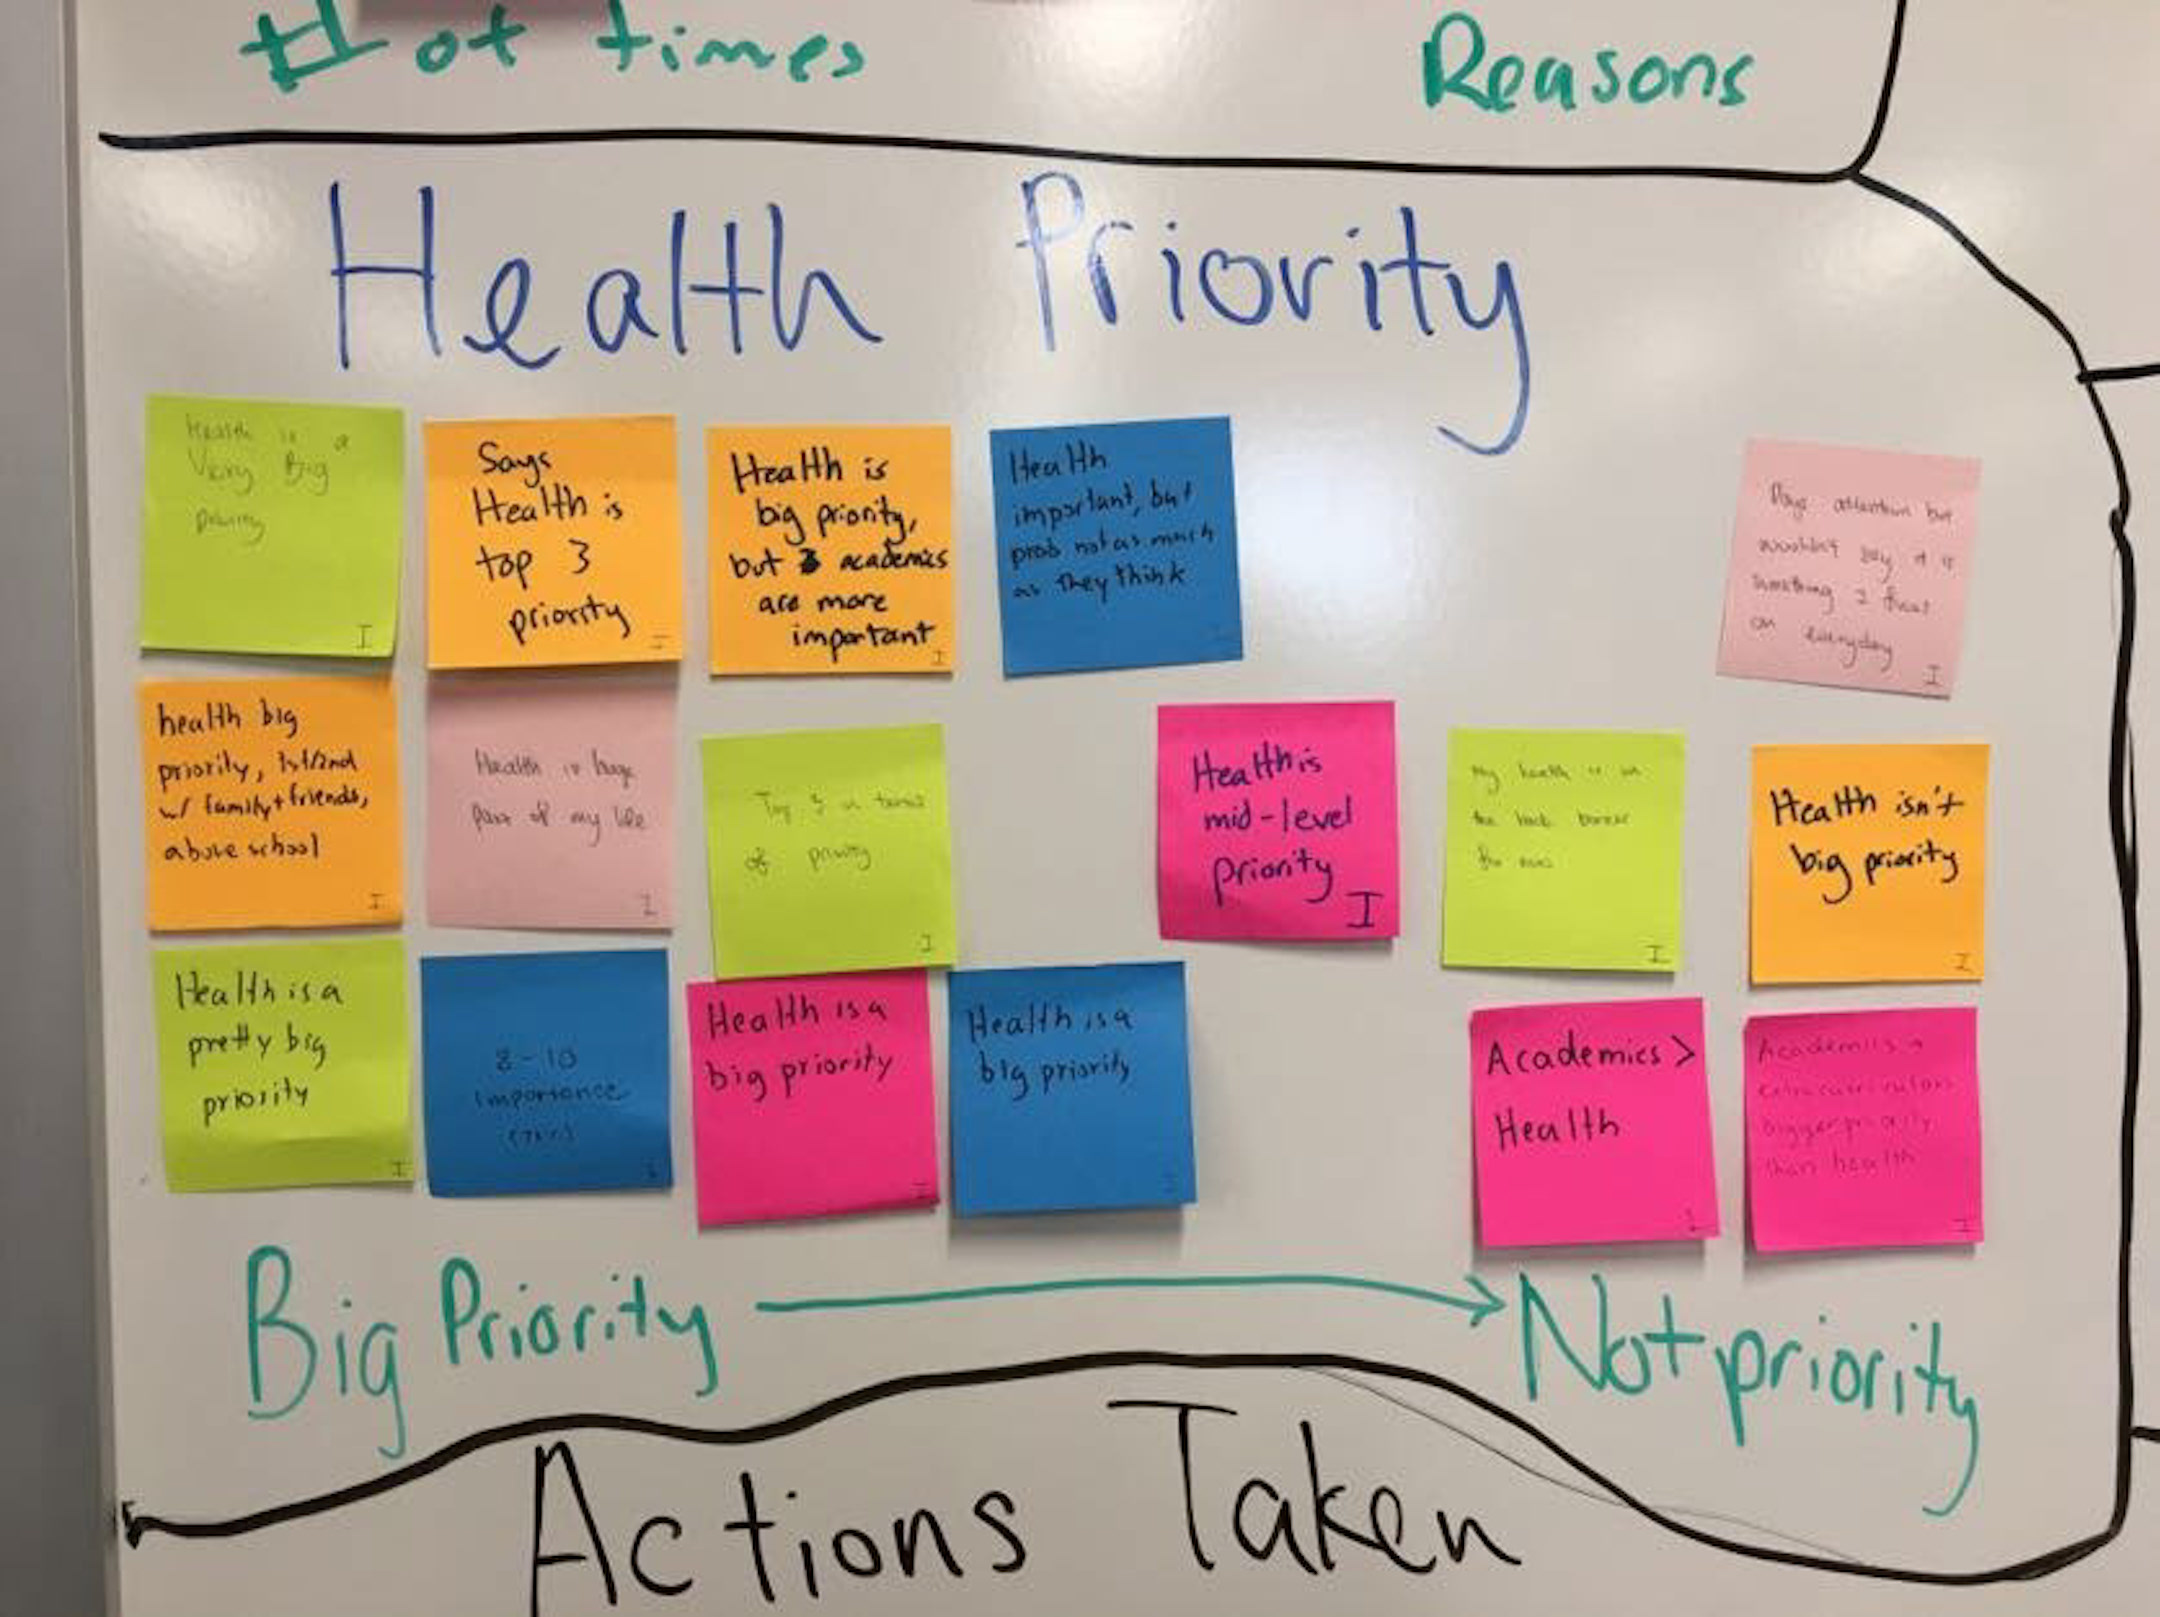 # of times
Reasons
Health Priority
Health is a
Very Big
priority
I
Says
Health is
top 3
priority
I
Health is
big priority,
but academics
are more
important
I
Health
important, but
prob not as much
as they think
I
Pays attention but
wouldn't say it is
something I
on everyday
I
health big
priority, 1st/2nd
w/ family + friends,
above school
I
Health is huge
part of my life
I
Top 5 in terms
of priority
I
Health is
mid-level
priority
I
My health is on
the back burner
for now
I
Health isn't
big priority
I
Health is a
pretty big
priority
I
8-10
importance
I
Health is a
big priority
I
Health is a
big priority
I
Academics >
Health
I
Academics +
extracurriculars
bigger priority
than health
I
Big Priority → Not priority
Actions Taken